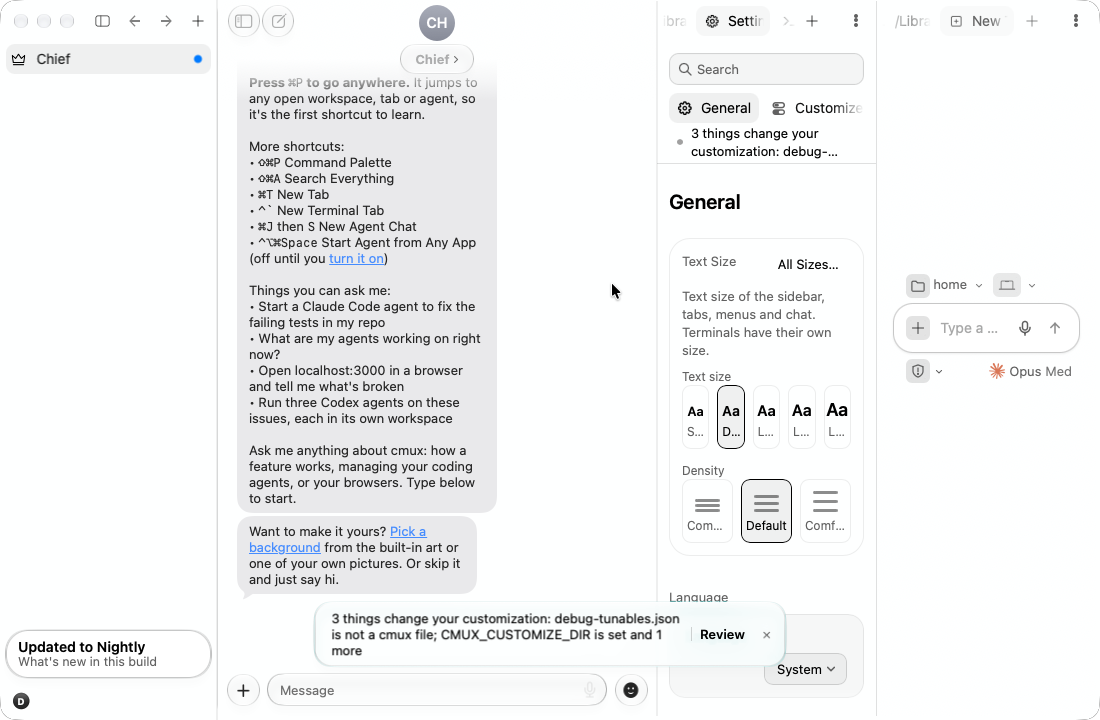 Chief
Updated to Nightly
What's new in this build
D
CH
Chief
Press ⌘P to go anywhere. It jumps to
any open workspace, tab or agent, so
it's the first shortcut to learn.
More shortcuts:
• ⇧⌘P Command Palette
• ⇧⌘A Search Everything
• ⌘T New Tab
• ^` New Terminal Tab
• ⌘J then S New Agent Chat
• ^⌥⌘Space Start Agent from Any App
(off until you turn it on)
Things you can ask me:
• Start a Claude Code agent to fix the
failing tests in my repo
• What are my agents working on right
now?
• Open localhost:3000 in a browser
and tell me what's broken
• Run three Codex agents on these
issues, each in its own workspace
Ask me anything about cmux: how a
feature works, managing your coding
agents, or your browsers. Type below
to start.
Want to make it yours? Pick a
background from the built-in art or
one of your own pictures. Or skip it
and just say hi.
3 things change your customization: debug-tunables.json
is not a cmux file; CMUX_CUSTOMIZE_DIR is set and 1
more
Review
Message
Settin
Search
General
Customize
3 things change your
customization: debug-...
General
Text Size
All Sizes...
Text size of the sidebar,
tabs, menus and chat.
Terminals have their own
size.
Text size
Aa Aa Aa Aa Aa
S... D... L... L... L...
Density
Com... Default Comf...
Language
System
/Libra
New
home
Type a ...
Opus Med